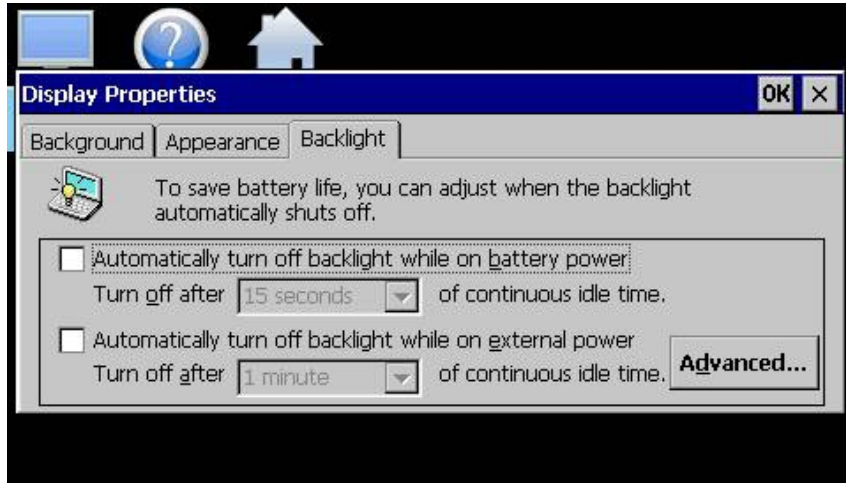 ?
Display Properties OK ×
Background Appearance Backlight
To save battery life, you can adjust when the backlight
automatically shuts off.
Automatically turn off backlight while on battery power
Turn off after 15 seconds of continuous idle time.
Automatically turn off backlight while on external power
Turn off after 1 minute of continuous idle time.
Advanced...